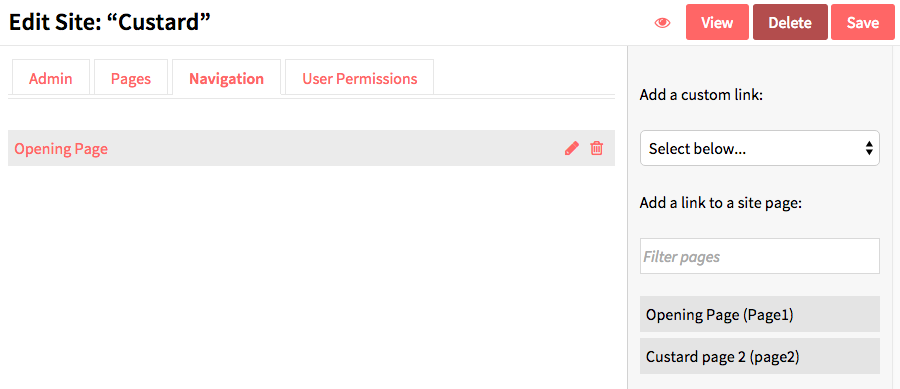 Edit Site: “Custard”
View
Delete
Save
Admin
Pages
Navigation
User Permissions
Opening Page
Add a custom link:
Select below...
Add a link to a site page:
Filter pages
Opening Page (Page1)
Custard page 2 (page2)